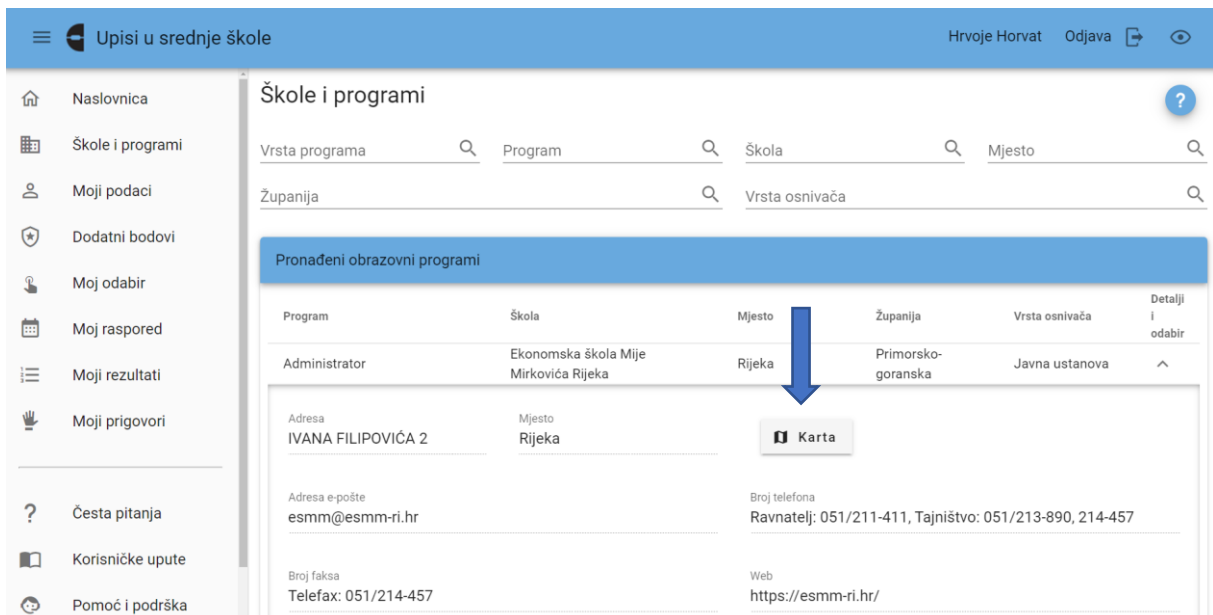 Upisi u srednje škole
Hrvoje Horvat
Odjava
Naslovnica
Škole i programi
Moji podaci
Dodatni bodovi
Moj odabir
Moj raspored
Moji rezultati
Moji prigovori
Česta pitanja
Korisničke upute
Pomoć i podrška
Škole i programi
?
Vrsta programa
Program
Škola
Mjesto
Županija
Vrsta osnivača
Pronađeni obrazovni programi
Program
Škola
Mjesto
Županija
Vrsta osnivača
Detalji
i
odabir
Administrator
Ekonomska škola Mije
Mirkovića Rijeka
Rijeka
Primorsko-
goranska
Javna ustanova
Adresa
IVANA FILIPOVIĆA 2
Mjesto
Rijeka
Karta
Adresa e-pošte
esmm@esmm-ri.hr
Broj telefona
Ravnatelj: 051/211-411, Tajništvo: 051/213-890, 214-457
Broj faksa
Telefax: 051/214-457
Web
https://esmm-ri.hr/